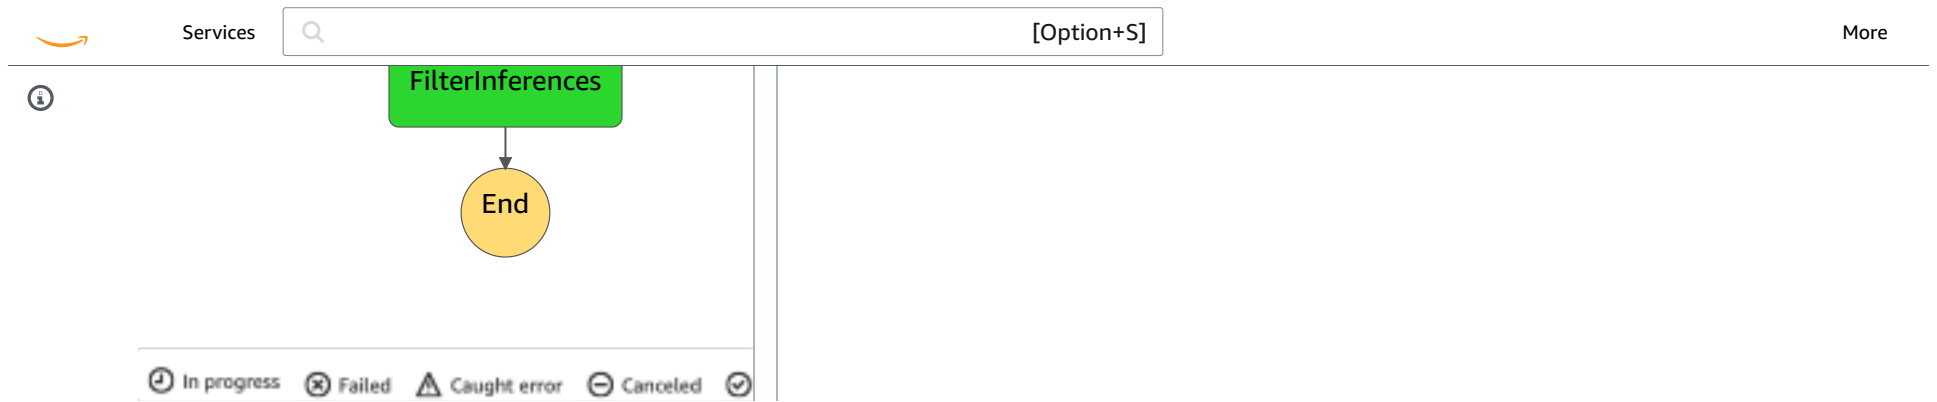 Services [Option+S] More
FilterInferences
End
In progress Failed Caught error Canceled